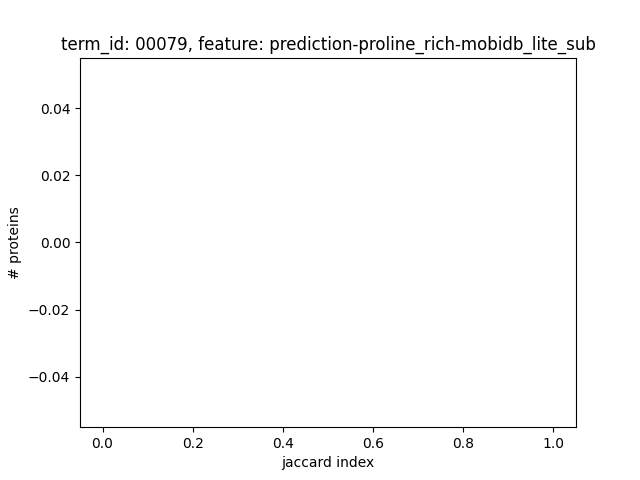 term_id: 00079, feature: prediction-proline_rich-mobidb_lite_sub
0.04
0.02
0.00
−0.02
−0.04
# proteins
0.0 0.2 0.4 0.6 0.8 1.0
jaccard index